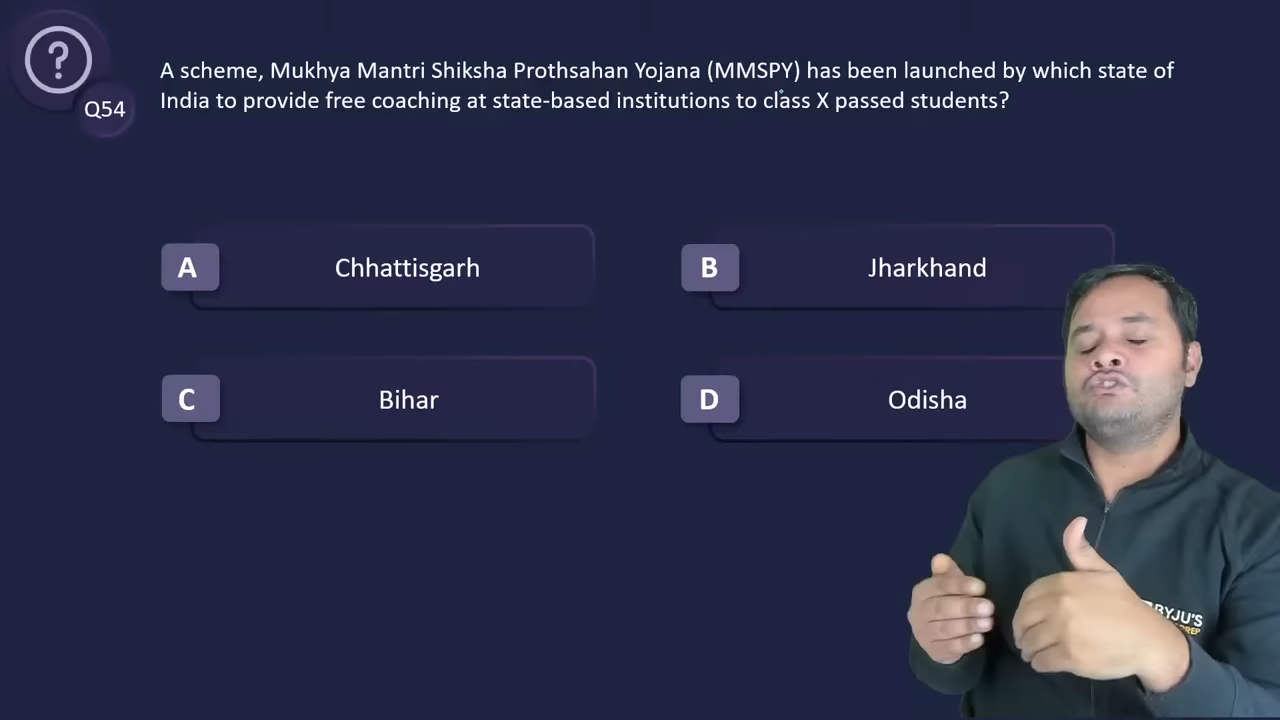 ?
Q54
A scheme, Mukhya Mantri Shiksha Prothsahan Yojana (MMSPY) has been launched by which state of
India to provide free coaching at state-based institutions to class X passed students?
A
Chhattisgarh
B
Jharkhand
C
Bihar
D
Odisha
BYJU'S